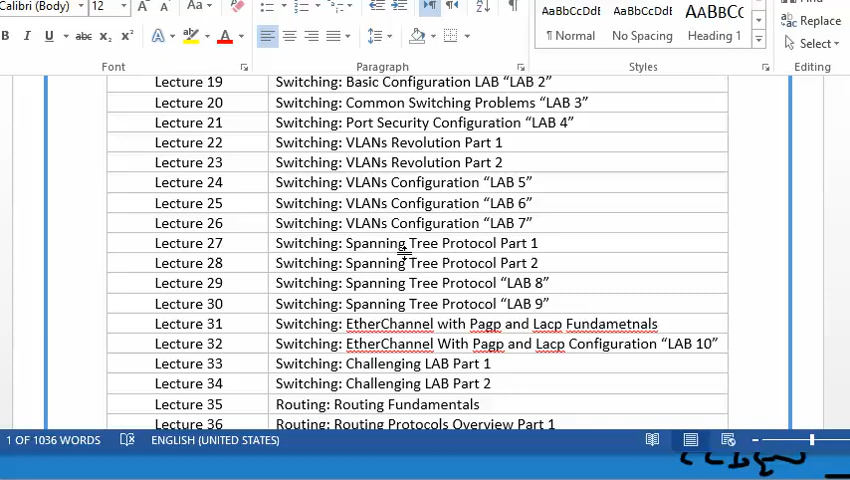 Calibri (Body) 12 A A
AaBbCcDdE AaBbCcDdE AaBbC(
Replace
B I U abc X₂ X² A ab A
¶ Normal ¶ No Spacing Heading 1
Select
Font Paragraph Styles Editing
Lecture 19 Switching: Basic Configuration LAB “LAB 2”
Lecture 20 Switching: Common Switching Problems “LAB 3”
Lecture 21 Switching: Port Security Configuration “LAB 4”
Lecture 22 Switching: VLANs Revolution Part 1
Lecture 23 Switching: VLANs Revolution Part 2
Lecture 24 Switching: VLANs Configuration “LAB 5”
Lecture 25 Switching: VLANs Configuration “LAB 6”
Lecture 26 Switching: VLANs Configuration “LAB 7”
Lecture 27 Switching: Spanning Tree Protocol Part 1
Lecture 28 Switching: Spanning Tree Protocol Part 2
Lecture 29 Switching: Spanning Tree Protocol “LAB 8”
Lecture 30 Switching: Spanning Tree Protocol “LAB 9”
Lecture 31 Switching: EtherChannel with Pagp and Lacp Fundametnals
Lecture 32 Switching: EtherChannel With Pagp and Lacp Configuration “LAB 10”
Lecture 33 Switching: Challenging LAB Part 1
Lecture 34 Switching: Challenging LAB Part 2
Lecture 35 Routing: Routing Fundamentals
Lecture 36 Routing: Routing Protocols Overview Part 1
1 OF 1036 WORDS ENGLISH (UNITED STATES)